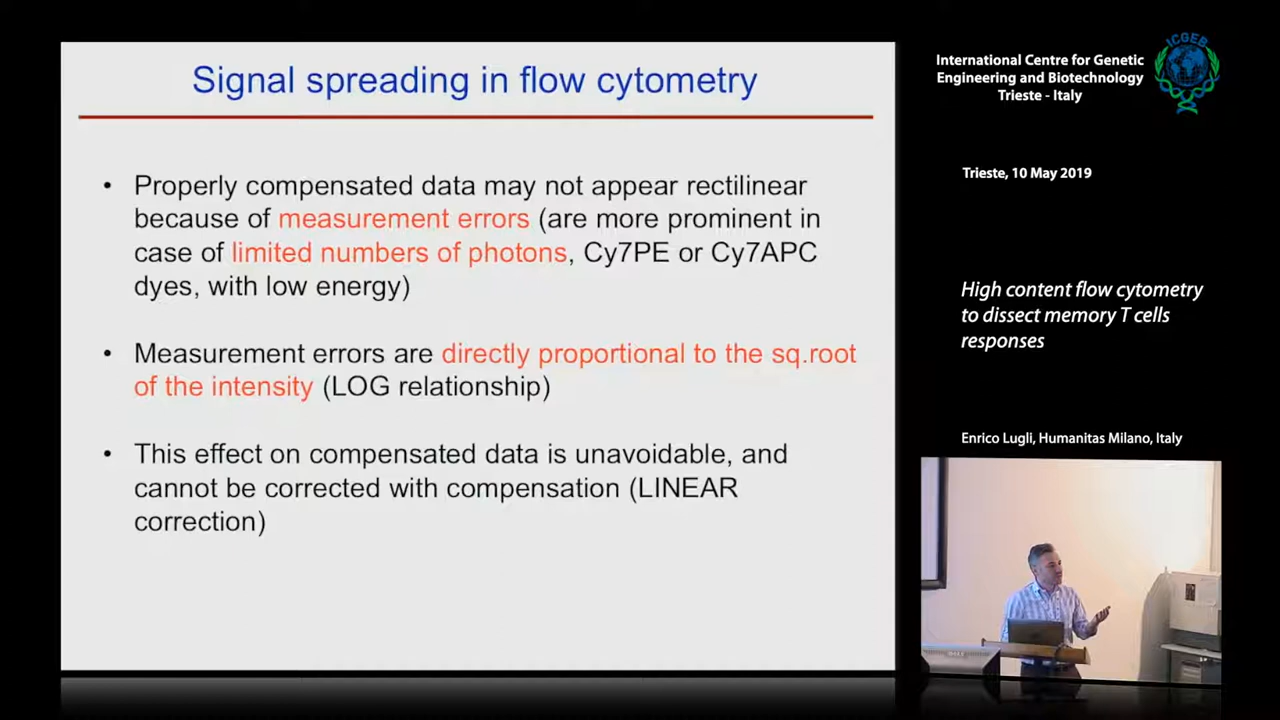 Signal spreading in flow cytometry
• Properly compensated data may not appear rectilinear
because of measurement errors (are more prominent in
case of limited numbers of photons, Cy7PE or Cy7APC
dyes, with low energy)
• Measurement errors are directly proportional to the sq.root
of the intensity (LOG relationship)
• This effect on compensated data is unavoidable, and
cannot be corrected with compensation (LINEAR
correction)
International Centre for Genetic
Engineering and Biotechnology
Trieste - Italy
ICGEB
Trieste, 10 May 2019
High content flow cytometry
to dissect memory T cells
responses
Enrico Lugli, Humanitas Milano, Italy